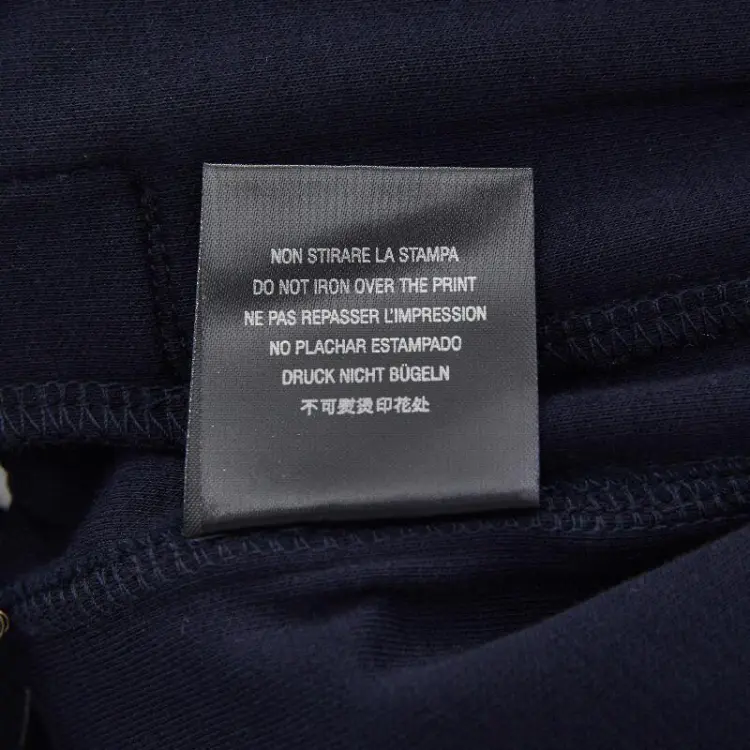 NON STIRARE LA STAMPA
DO NOT IRON OVER THE PRINT
NE PAS REPASSER L'IMPRESSION
NO PLACHAR ESTAMPADO
DRUCK NICHT BÜGELN
不可熨烫印花处